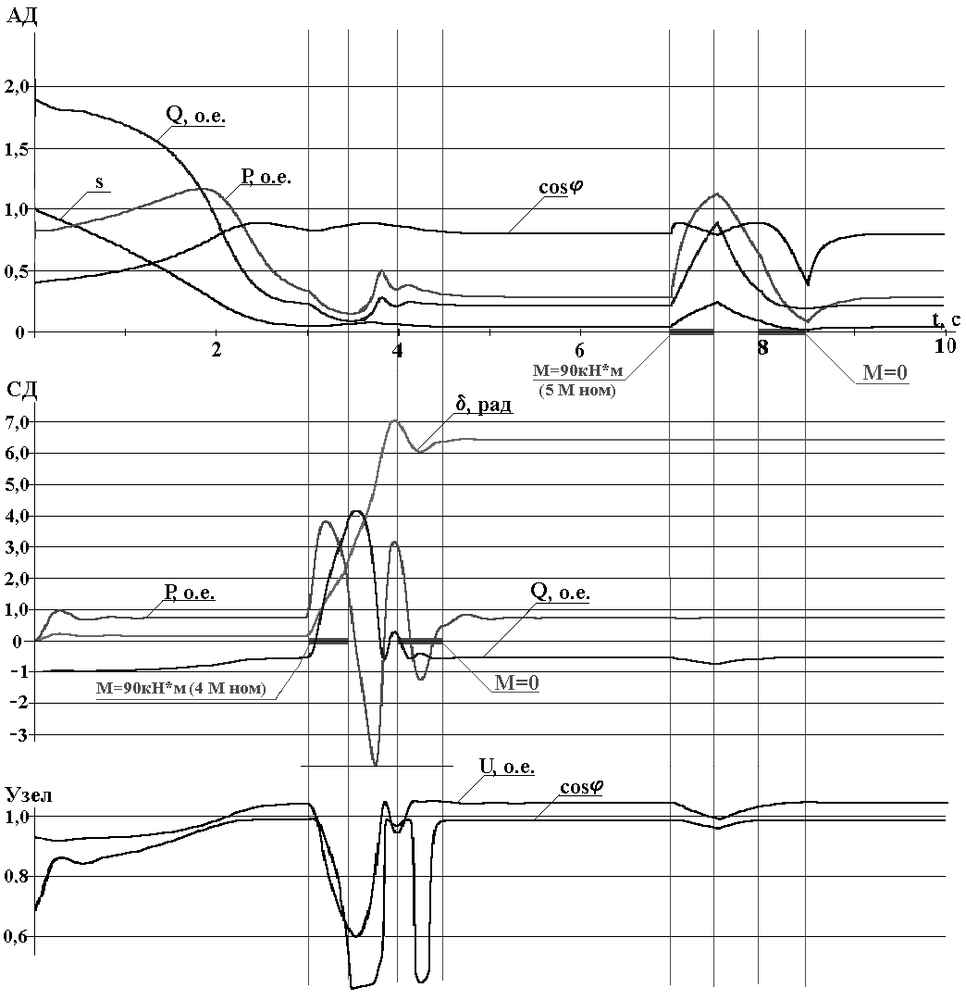 АД
2,0
Q, о.е.
1,5
s
P, о.е.
cosφ
1,0
0,5
0
t, с
2
4
6
8
10
M=90кН*м
(5 М ном)
M=0
СД
δ, рад
7,0
6,0
5,0
4,0
3,0
2,0
P, о.е.
Q, о.е.
1,0
0
-1
M=90кН*м (4 М ном)
M=0
-2
-3
U, о.е.
Узел
cosφ
1,0
0,8
0,6